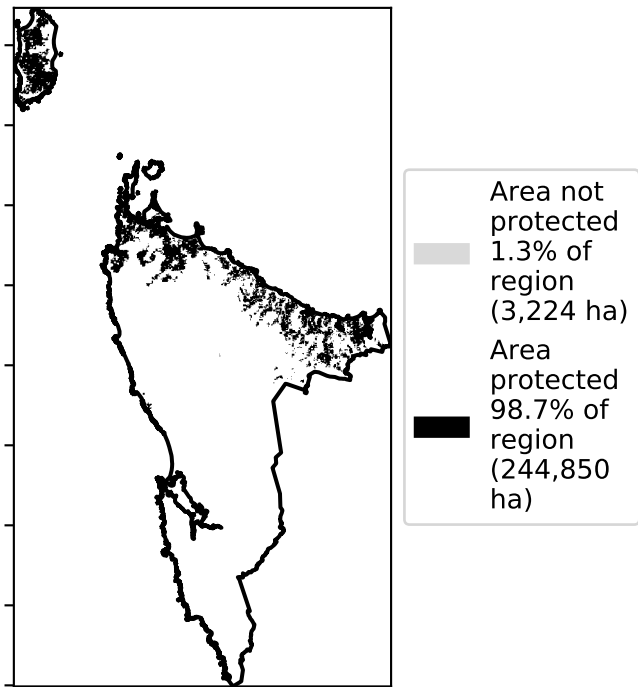 Area not
protected
1.3% of
region
(3,224 ha)
Area
protected
98.7% of
region
(244,850
ha)